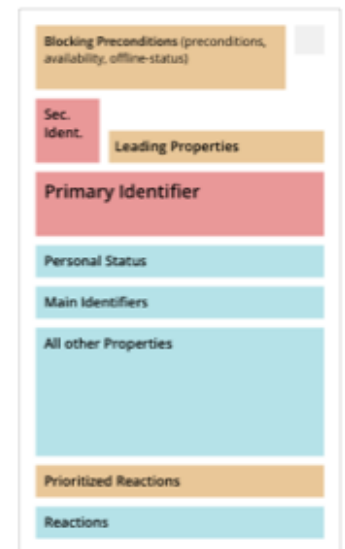 Blocking Preconditions (preconditions,
availability, offline-status)
Sec.
Ident.
Leading Properties
Primary Identifier
Personal Status
Main Identifiers
All other Properties
Prioritized Reactions
Reactions